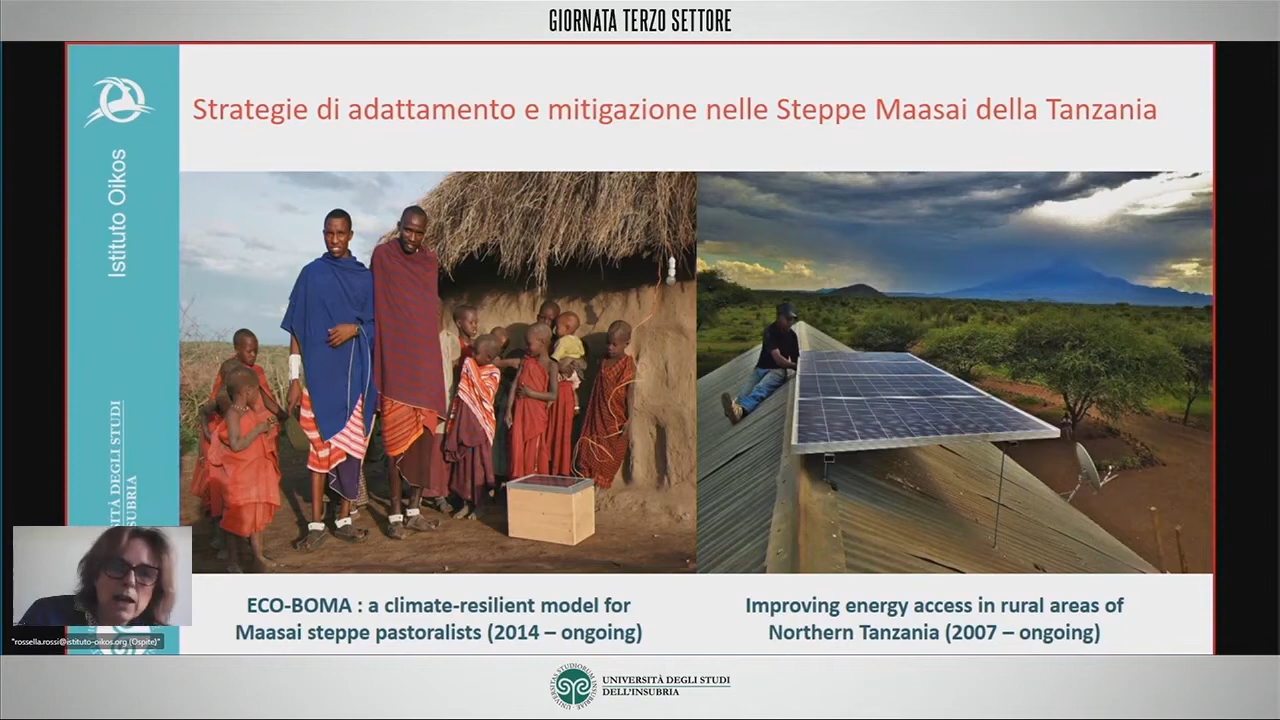 GIORNATA TERZO SETTORE
Strategie di adattamento e mitigazione nelle Steppe Maasai della Tanzania
Istituto Oikos
DEGLI STUDI
ECO-BOMA : a climate-resilient model for
Maasai steppe pastoralists (2014 – ongoing)
Improving energy access in rural areas of
Northern Tanzania (2007 – ongoing)
"rossella.rossi@istituto-oikos.org (Ospite)"
UNIVERSITÀ DEGLI STUDI
DELL'INSUBRIA